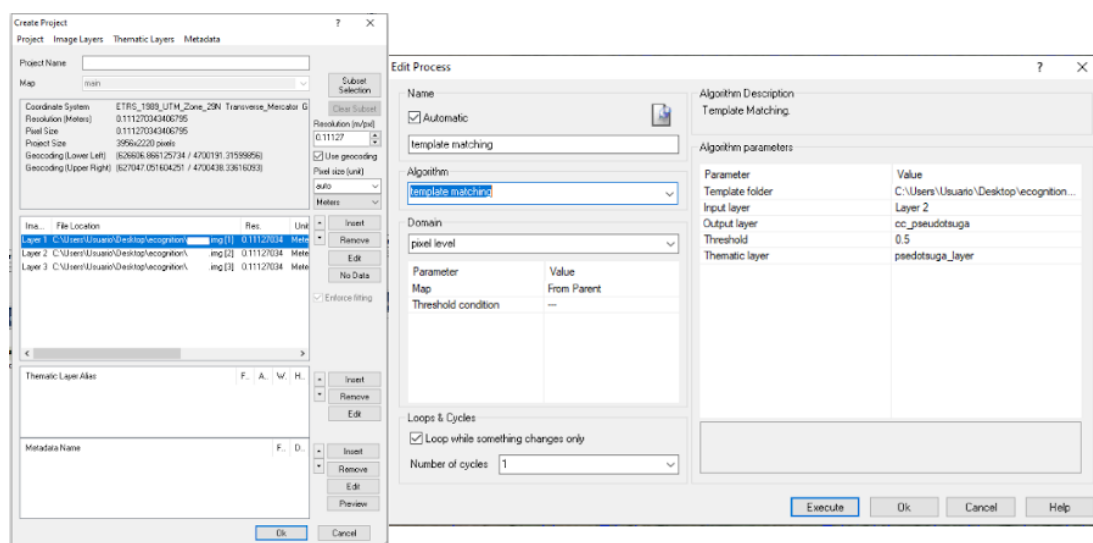 Create Project ? X
Project Image Layers Thematic Layers Metadata
Project Name
Map main
Subset Selection
Clear Subset
Coordinate System ETRS_1989_UTM_Zone_29N Transverse_Mercator G
Resolution (Meters) 0.111270343406795
Pixel Size 0.111270343406795
Project Size 3956x2220 pixels
Geocoding (Lower Left) (626606.866125734 / 4700191.31599856)
Geocoding (Upper Right) (627047.051604251 / 4700438.33616093)
Resolution (m/pxl)
0.11127
Use geocoding
Pixel size (unit)
auto
Meters
Ima... File Location Res. Unit
Layer 1 C:\Users\Usuario\Desktop\ecognition\ .img [1] 0.11127034 Mete
Layer 2 C:\Users\Usuario\Desktop\ecognition\ .img [2] 0.11127034 Mete
Layer 3 C:\Users\Usuario\Desktop\ecognition\ .img [3] 0.11127034 Mete
Insert
Remove
Edit
No Data
Enforce fitting
Thematic Layer Alias F.. A.. W. H..
Insert
Remove
Edit
Metadata Name F.. D..
Insert
Remove
Edit
Preview
Ok Cancel
Edit Process ? X
Name
Automatic
template matching
Algorithm
template matching
Domain
pixel level
Parameter Value
Map From Parent
Threshold condition ---
Loops & Cycles
Loop while something changes only
Number of cycles 1
Algorithm Description
Template Matching.
Algorithm parameters
Parameter Value
Template folder C:\Users\Usuario\Desktop\ecognition...
Input layer Layer 2
Output layer cc_pseudotsuga
Threshold 0.5
Thematic layer psedotsuga_layer
Execute Ok Cancel Help